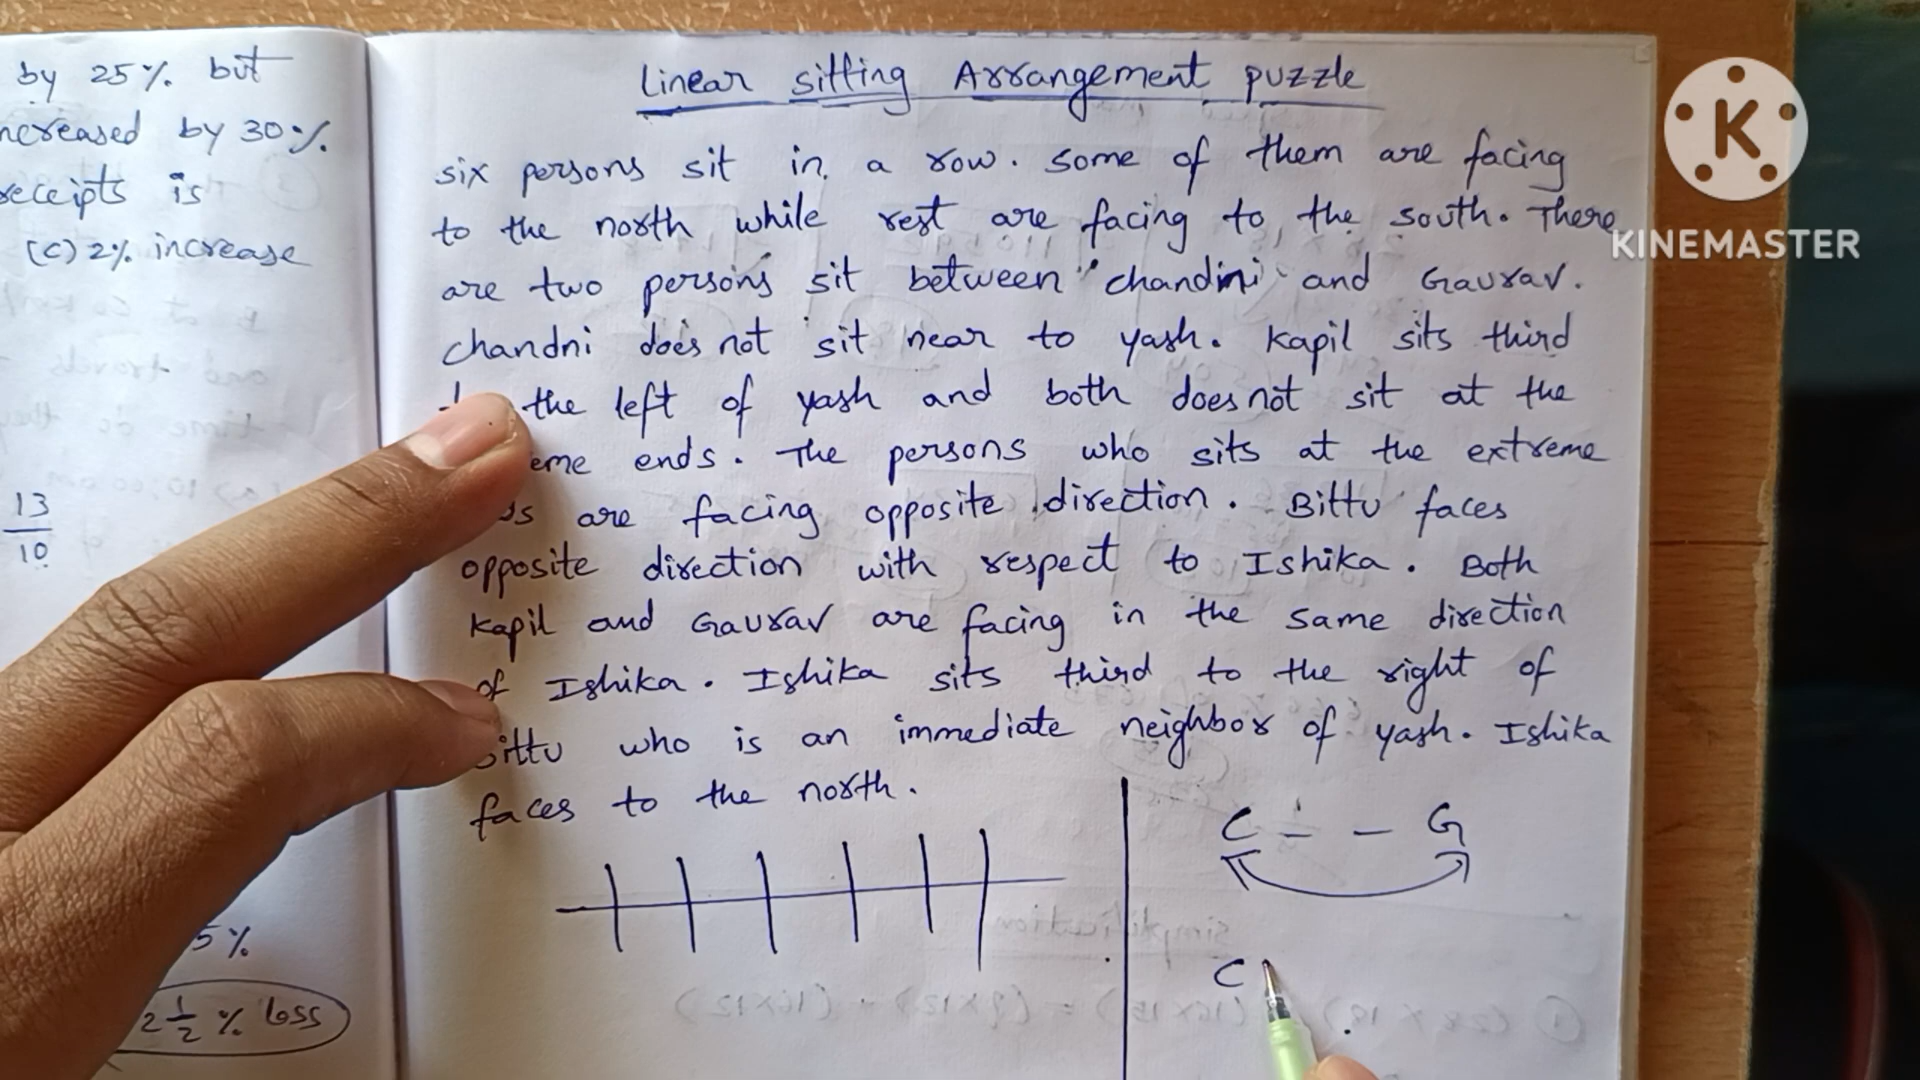 by 25% but
ncreased by 30%
receipts is
(C) 2% increase
13
10
5%
2 1/2 % loss
Linear sitting Arrangement puzzle
six persons sit in a row. some of them are facing
to the north while rest are facing to the south. There
are two persons sit between chandni and Gaurav.
chandni does not sit near to yash. Kapil sits third
the left of yash and both does not sit at the
eme ends. The persons who sits at the extreme
ds are facing opposite direction. Bittu faces
opposite direction with respect to Ishika. Both
Kapil and Gaurav are facing in the same direction
of Ishika. Ishika sits third to the right of
Bittu who is an immediate neighbor of yash. Ishika
faces to the north.
C - - G
C
K
KINEMASTER